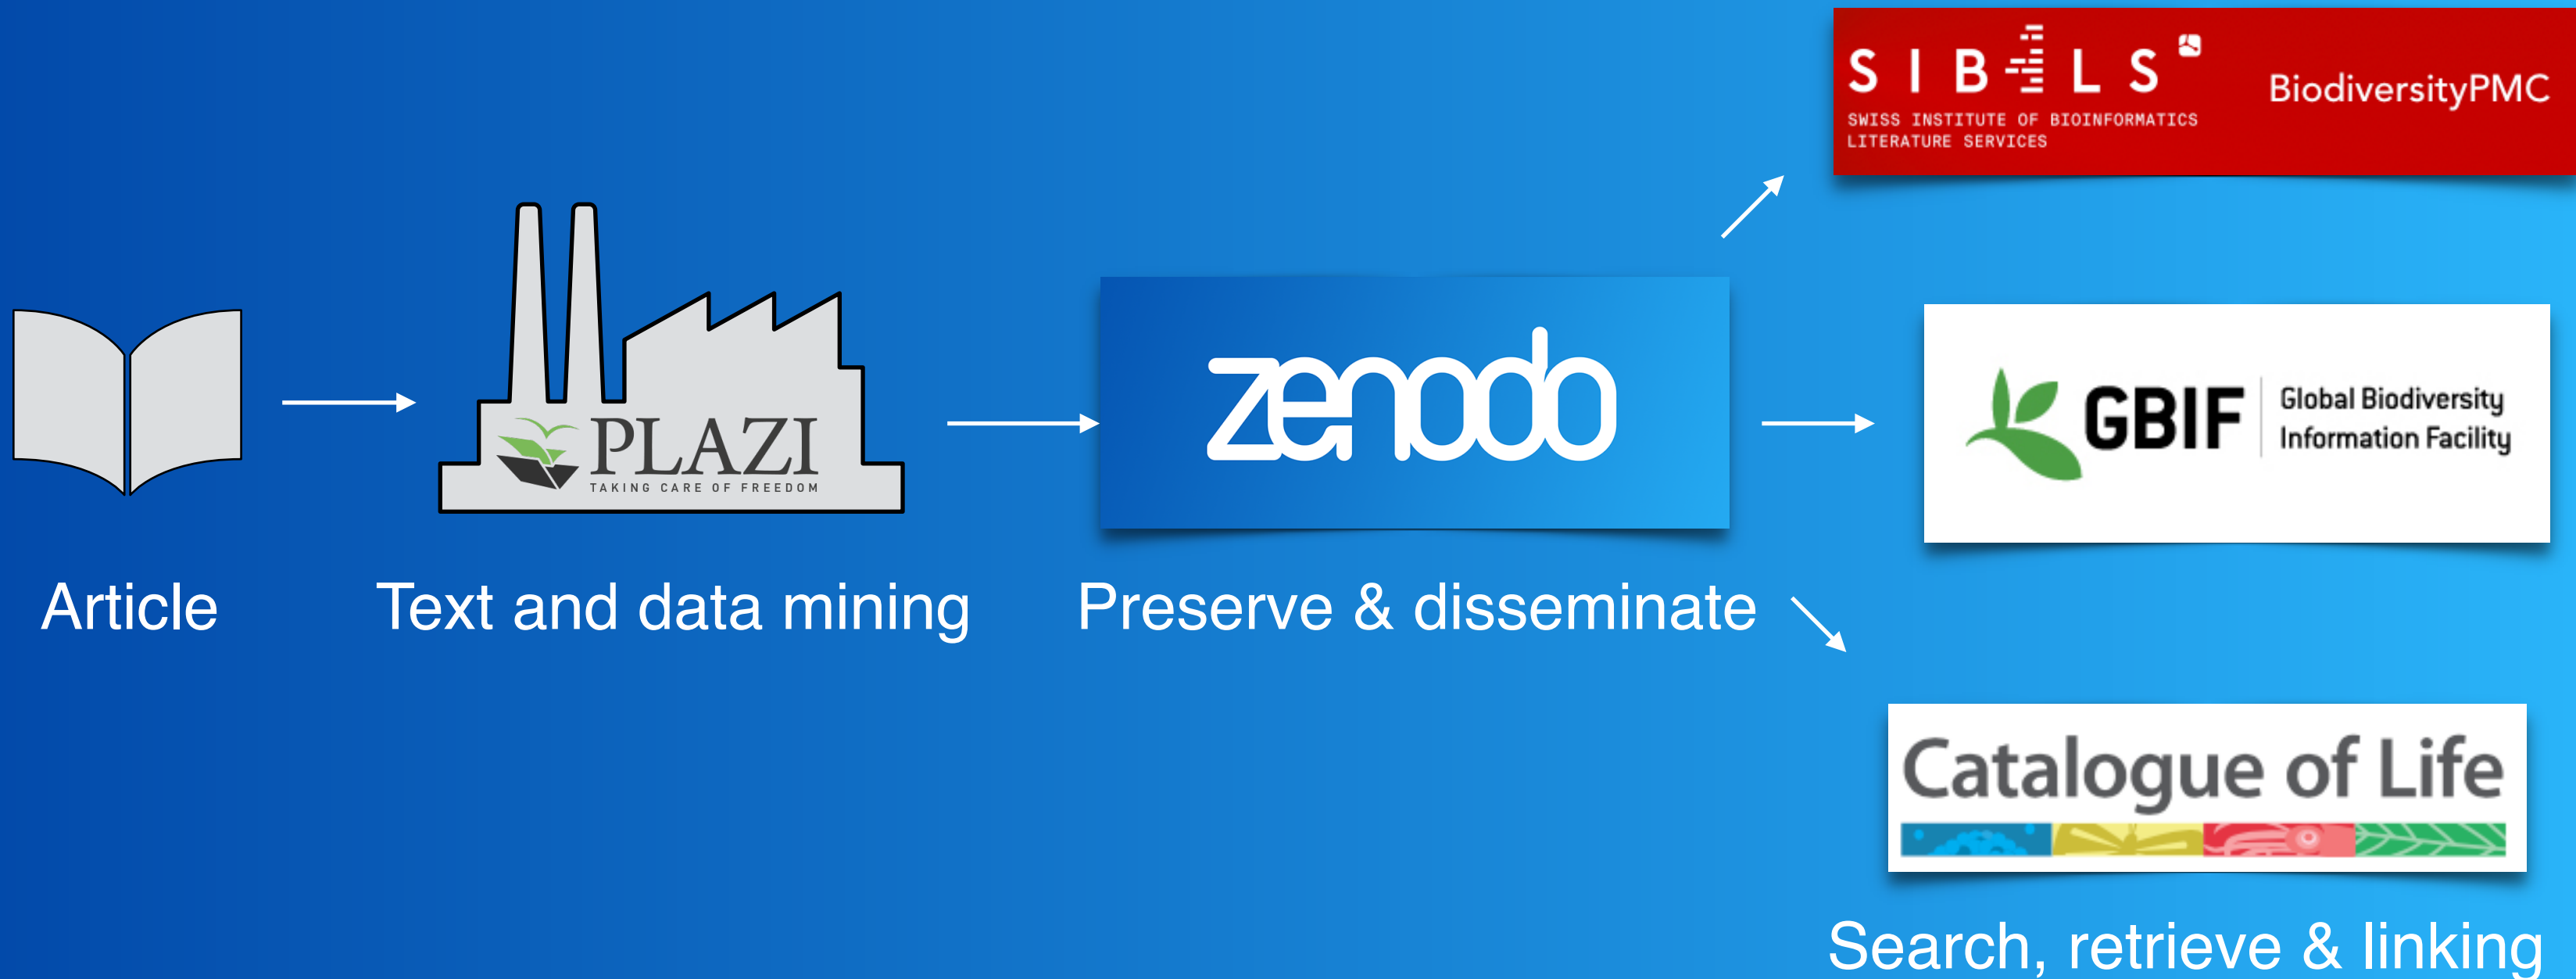 SIBiLS
SWISS INSTITUTE OF BIOINFORMATICS
LITERATURE SERVICES
BiodiversityPMC
PLAZI
TAKING CARE OF FREEDOM
zenodo
GBIF
Global Biodiversity
Information Facility
Article
Text and data mining
Preserve & disseminate
Catalogue of Life
Search, retrieve & linking